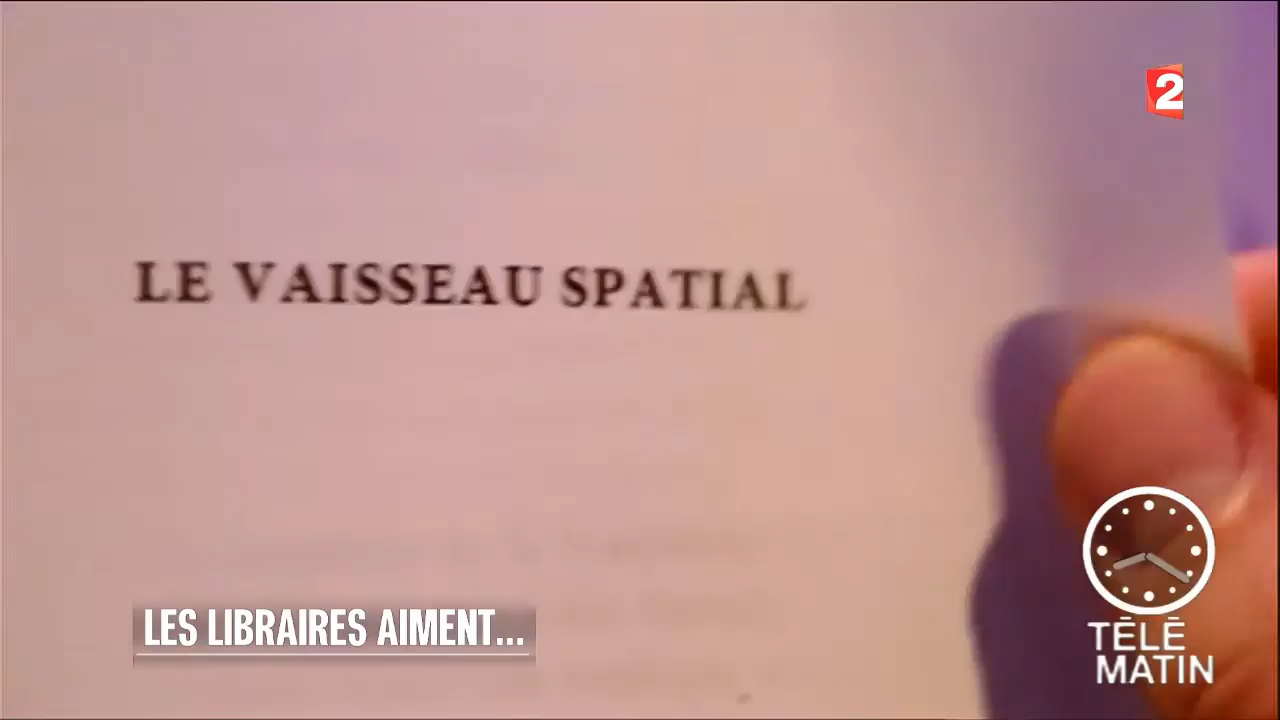 2
LE VAISSEAU SPATIAL
LES LIBRAIRES AIMENT...
TÉLÉ
MATIN